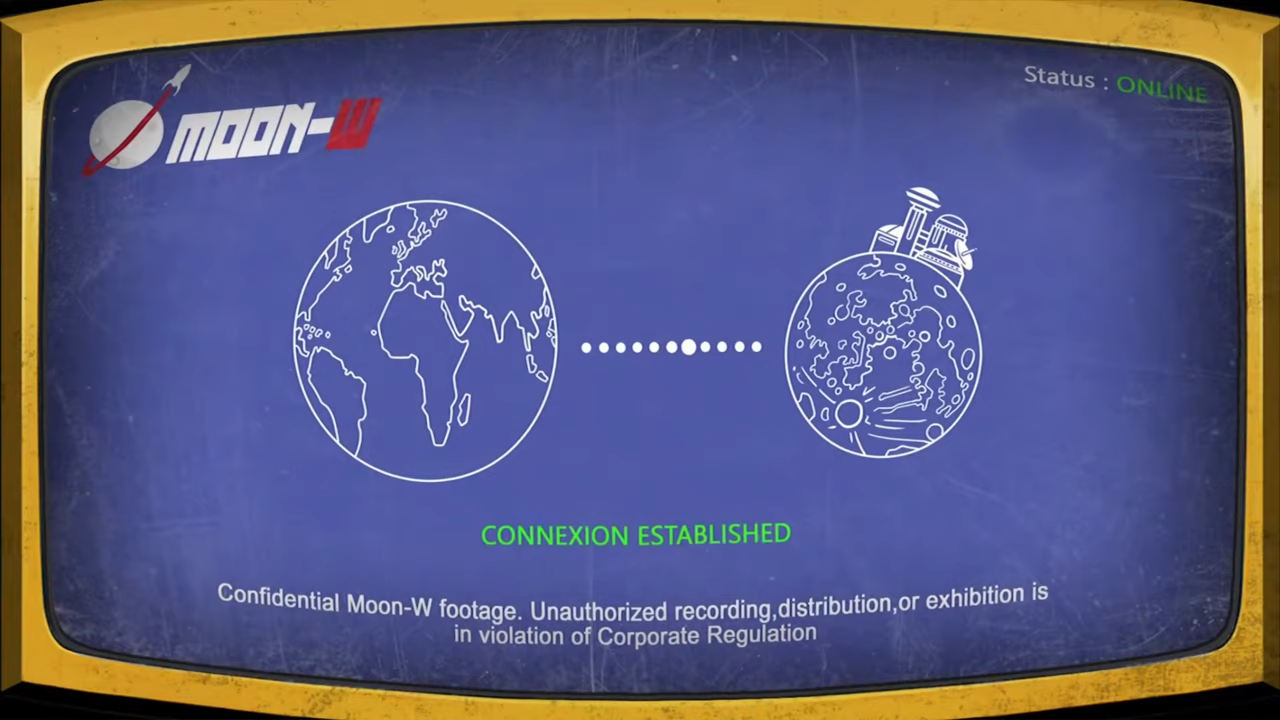 MOON-W
Status : ONLINE
CONNEXION ESTABLISHED
Confidential Moon-W footage. Unauthorized recording,distribution,or exhibition is
in violation of Corporate Regulation